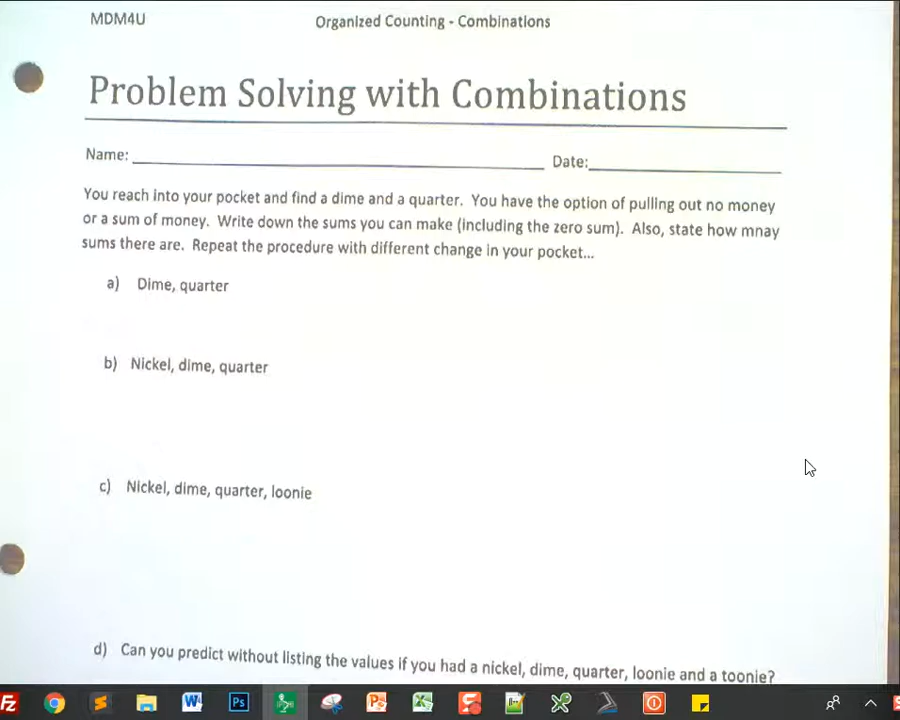 MDM4U Organized Counting - Combinations
Problem Solving with Combinations
Name: Date:
You reach into your pocket and find a dime and a quarter. You have the option of pulling out no money
or a sum of money. Write down the sums you can make (including the zero sum). Also, state how mnay
sums there are. Repeat the procedure with different change in your pocket...
a) Dime, quarter
b) Nickel, dime, quarter
c) Nickel, dime, quarter, loonie
d) Can you predict without listing the values if you had a nickel, dime, quarter, loonie and a toonie?
Fz
W
Ps